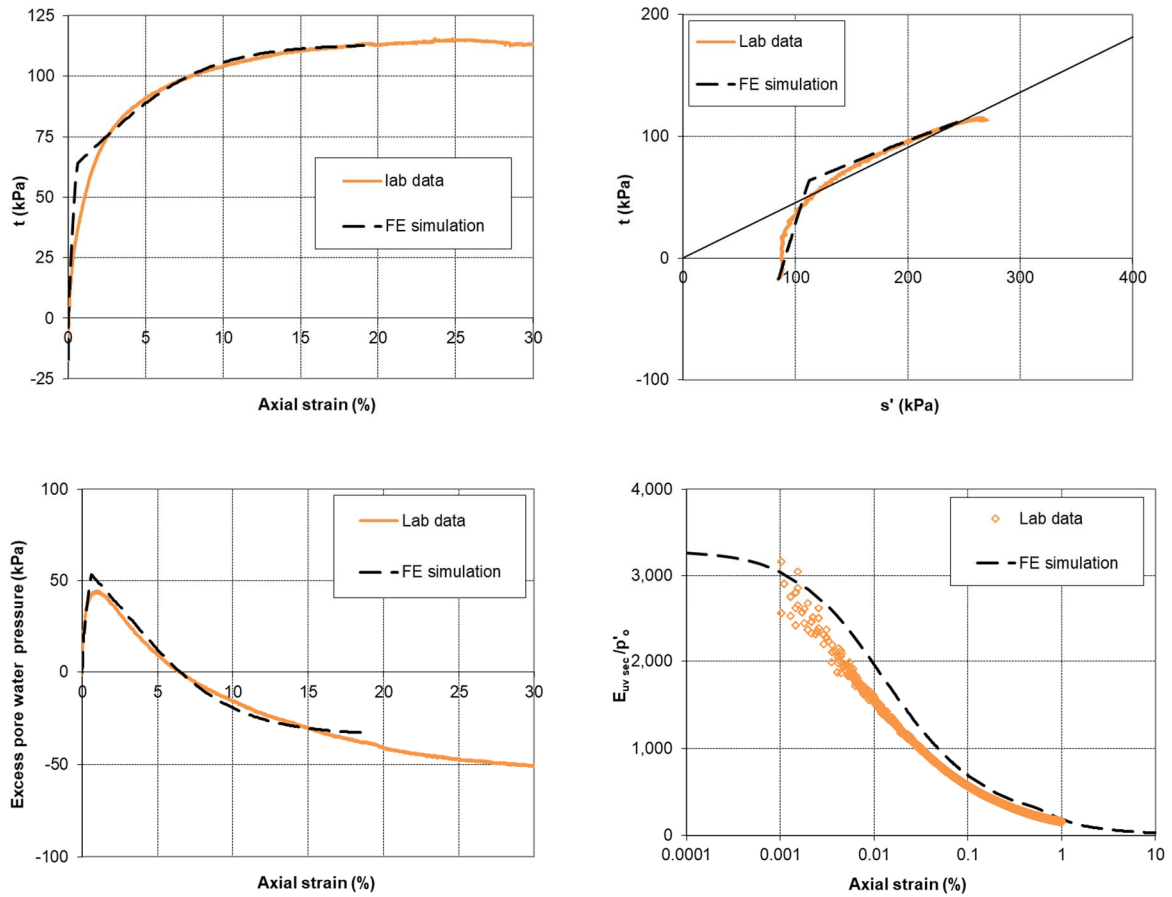 125
100
75
50
25
0
-25
t (kPa)
0 5 10 15 20 25 30
Axial strain (%)
lab data
FE simulation
200
100
0
-100
t (kPa)
0 100 200 300 400
s' (kPa)
Lab data
FE simulation
100
50
0
-50
-100
Excess pore water pressure (kPa)
0 5 10 15 20 25 30
Axial strain (%)
Lab data
FE simulation
4,000
3,000
2,000
1,000
0
E uv sec /p'o
0.0001 0.001 0.01 0.1 1 10
Axial strain (%)
Lab data
FE simulation